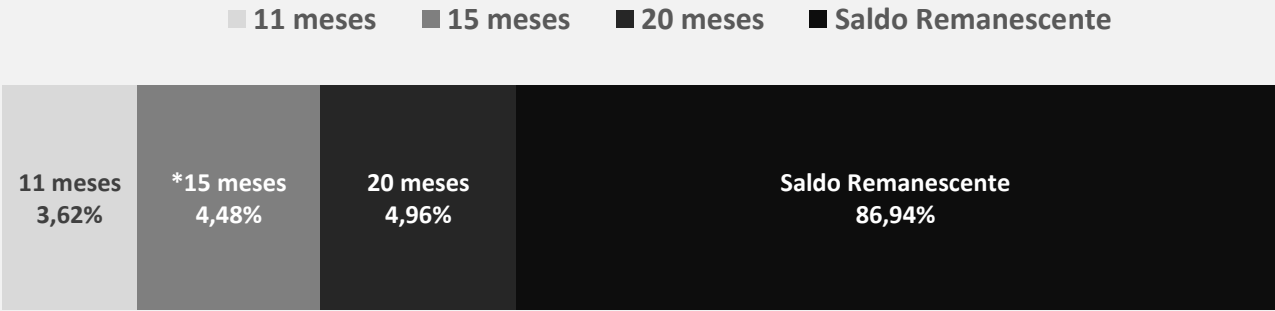 11 meses 15 meses 20 meses Saldo Remanescente
11 meses *15 meses 20 meses Saldo Remanescente
3,62% 4,48% 4,96% 86,94%